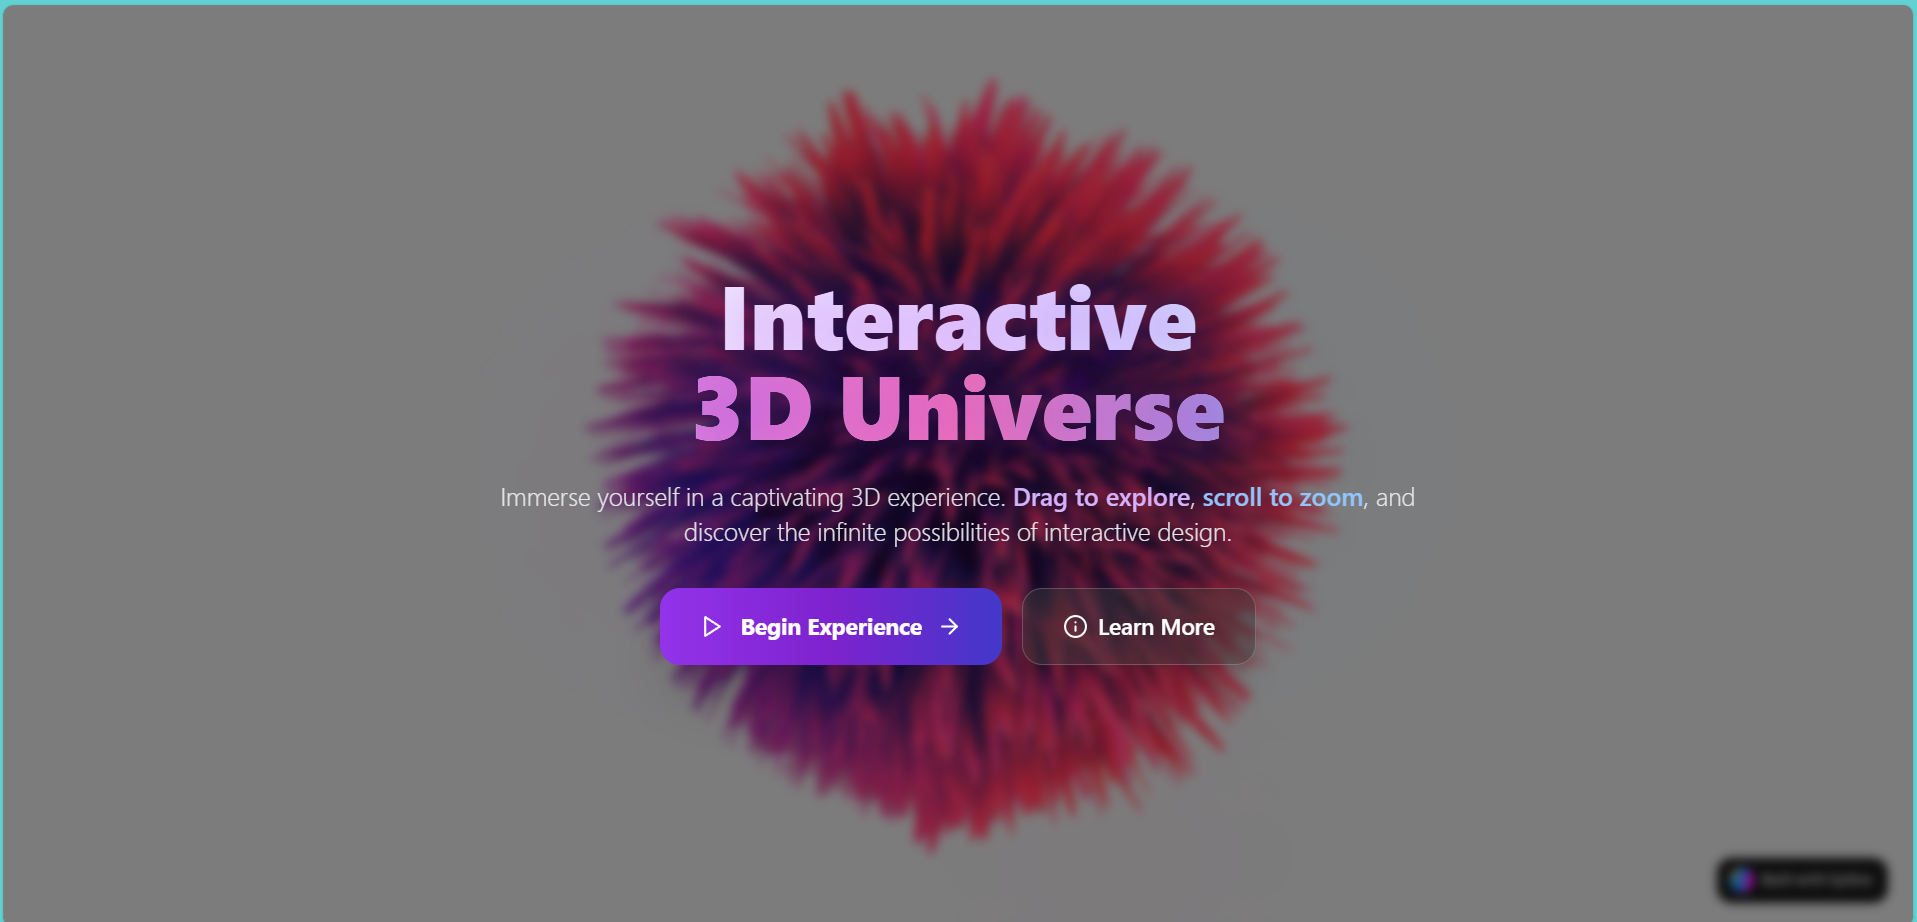 Interactive
3D Universe
Immerse yourself in a captivating 3D experience. Drag to explore, scroll to zoom, and
discover the infinite possibilities of interactive design.
Begin Experience
Learn More